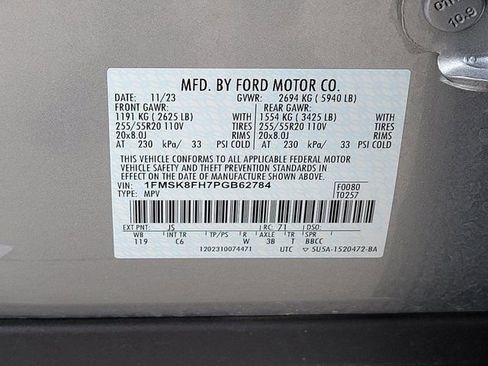 MFD. BY FORD MOTOR CO.
DATE: 11/23 GVWR: 2694 KG ( 5940 LB)
FRONT GAWR: REAR GAWR:
1191 KG ( 2625 LB) 1554 KG ( 3425 LB)
255/55R20 110V TIRES 255/55R20 110V TIRES
20x8.0J RIMS 20x8.0J RIMS
AT 230 kPa/ 33 PSI COLD AT 230 kPa/ 33 PSI COLD
THIS VEHICLE CONFORMS TO ALL APPLICABLE FEDERAL MOTOR
VEHICLE SAFETY AND THEFT PREVENTION STANDARDS IN EFFECT
ON THE DATE OF MANUFACTURE SHOWN ABOVE.
VIN: 1FMSK8FH7PGB62784 F0080
TYPE: MPV T0257
EXT PNT: JS RC: 71 DSO:
WB INT TR TP/PS R AXLE TR SPR
119 C6 W 3B T BBCC
1202310074471 UTC 5U5A-1520472-BA
10-9